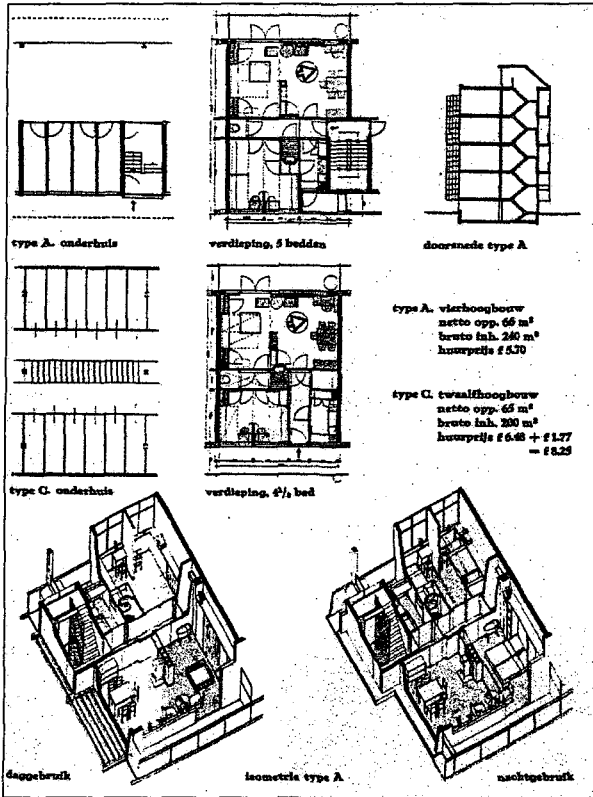 type A. onderhuis
verdieping, 5 bedden
doorsnede type A
type A. vierhoogbouw
netto opp. 66 m²
bruto inh. 240 m³
huurprijs f 5.70
type C. twaalfhoogbouw
netto opp. 65 m²
bruto inh. 200 m³
huurprijs f 6.48 + f 1.77
= f 8.25
type C. onderhuis
verdieping, 4½ bed
daggebruik
isometrie type A
nachtgebruik